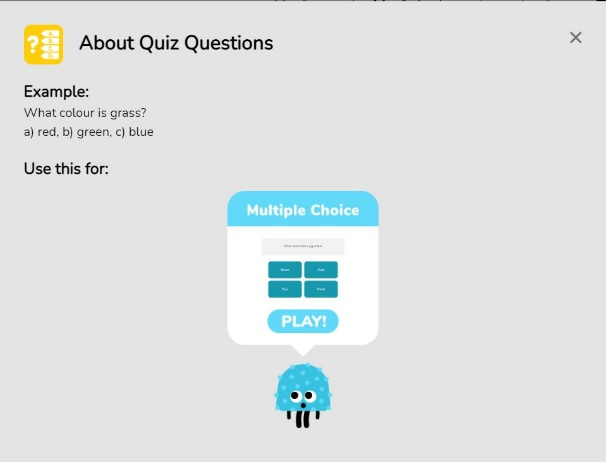 About Quiz Questions
Example:
What colour is grass?
a) red, b) green, c) blue
Use this for:
Multiple Choice
PLAY!